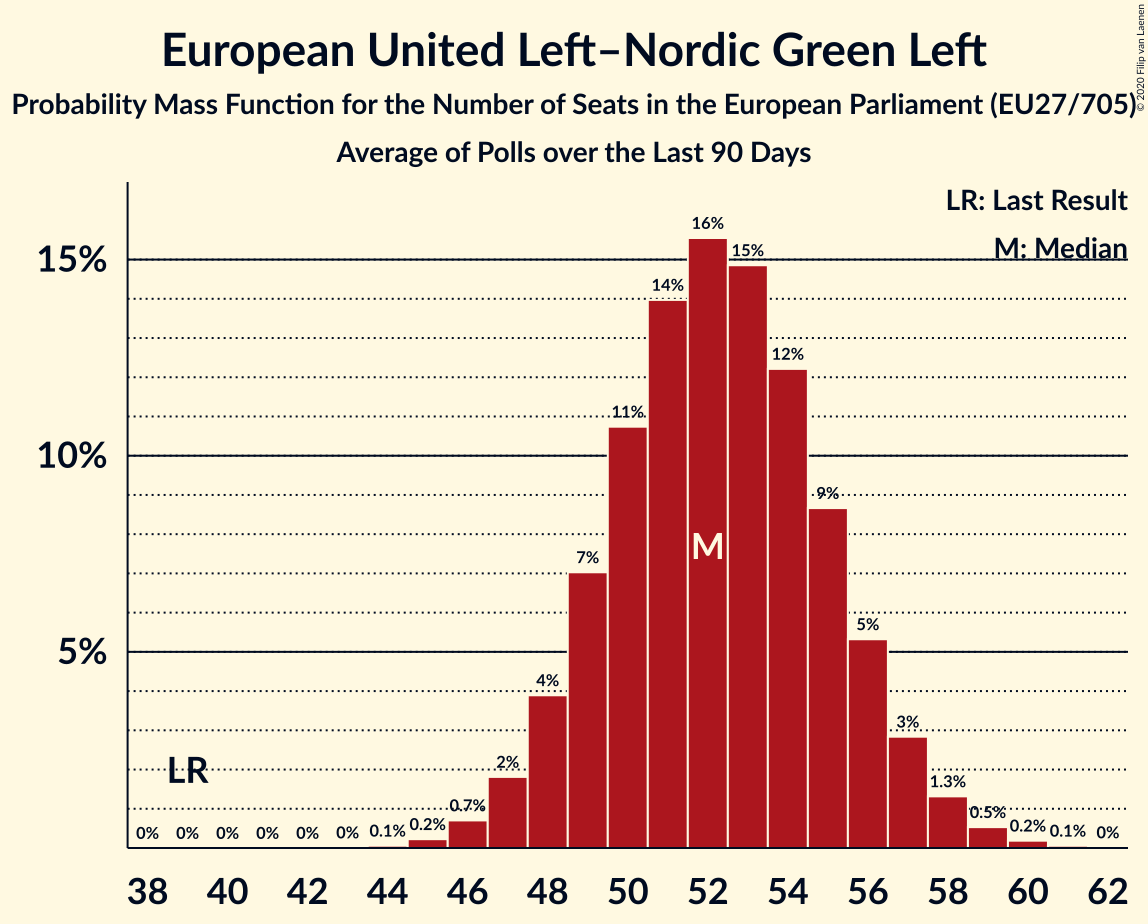 European United Left–Nordic Green Left
Probability Mass Function for the Number of Seats in the European Parliament (EU27/705)
Average of Polls over the Last 90 Days
© 2020 Filip van Laenen
LR: Last Result
M: Median
15%
10%
5%
0% 0% 0% 0% 0% 0% 0.1% 0.2% 0.7% 2% 4% 7% 11% 14% 16% 15% 12% 9% 5% 3% 1.3% 0.5% 0.2% 0.1% 0%
LR
M
38 40 42 44 46 48 50 52 54 56 58 60 62